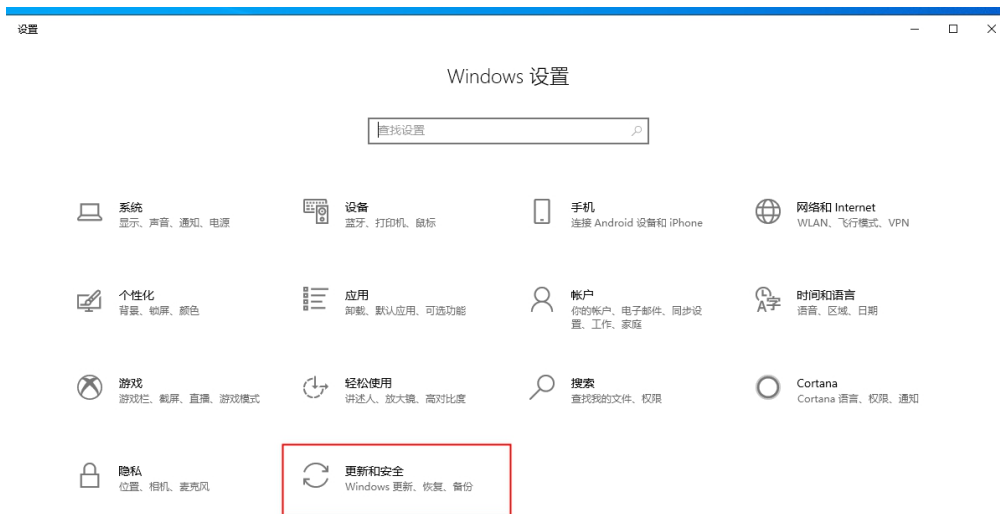 设置
Windows 设置
查找设置
系统
显示、声音、通知、电源
设备
蓝牙、打印机、鼠标
手机
连接 Android 设备和 iPhone
网络和 Internet
WLAN、飞行模式、VPN
个性化
背景、锁屏、颜色
应用
卸载、默认应用、可选功能
帐户
你的帐户、电子邮件、同步设
置、工作、家庭
时间和语言
语音、区域、日期
游戏
游戏栏、截屏、直播、游戏模式
轻松使用
讲述人、放大镜、高对比度
搜索
查找我的文件、权限
Cortana
Cortana 语言、权限、通知
隐私
位置、相机、麦克风
更新和安全
Windows 更新、恢复、备份